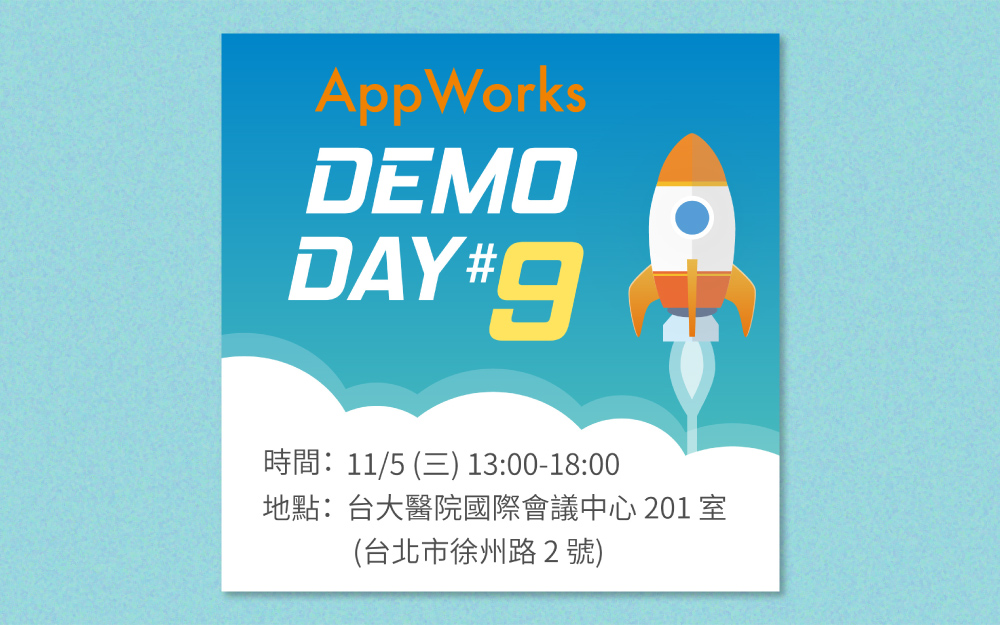 AppWorks
DEMO
DAY #9
時間：11/5 (三) 13:00-18:00
地點：台大醫院國際會議中心 201 室
(台北市徐州路 2 號)